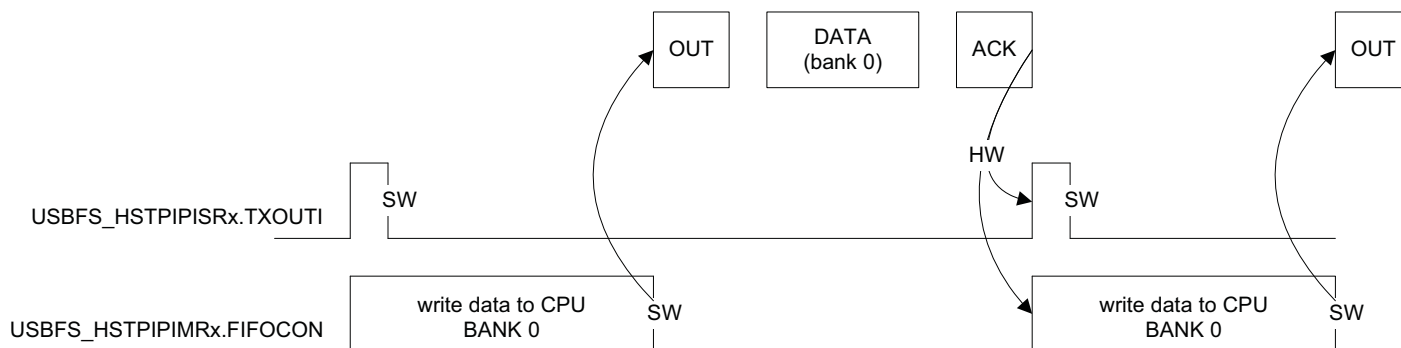 OUT
DATA
(bank 0)
ACK
OUT
HW
SW
SW
USBFS_HSTPIPISRx.TXOUTI
write data to CPU
BANK 0
SW
write data to CPU
BANK 0
SW
USBFS_HSTPIPIMRx.FIFOCON